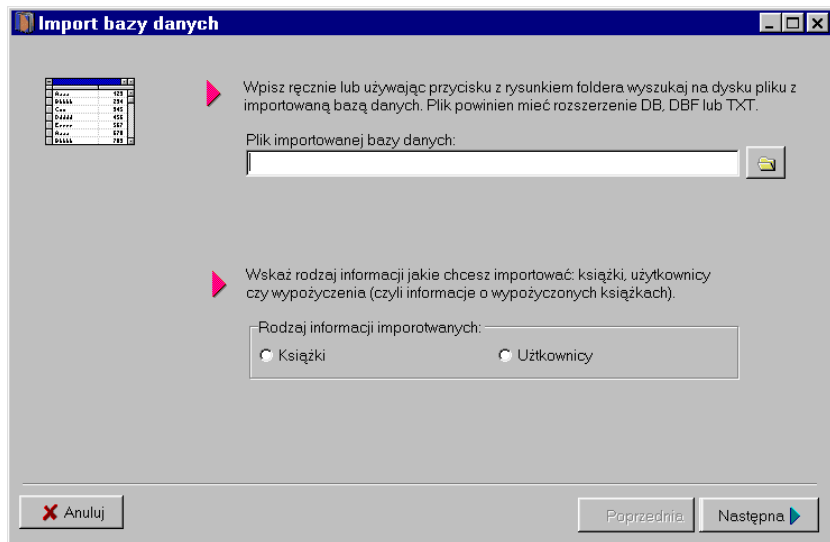 Import bazy danych
Wpisz ręcznie lub używając przycisku z rysunkiem foldera wyszukaj na dysku pliku z
importowaną bazą danych. Plik powinien mieć rozszerzenie DB, DBF lub TXT.
Plik importowanej bazy danych:
Wskaż rodzaj informacji jakie chcesz importować: książki, użytkownicy
czy wypożyczenia (czyli informacje o wypożyczonych książkach).
Rodzaj informacji imporotwanych:
Książki
Użtkownicy
Anuluj
Poprzednia
Następna